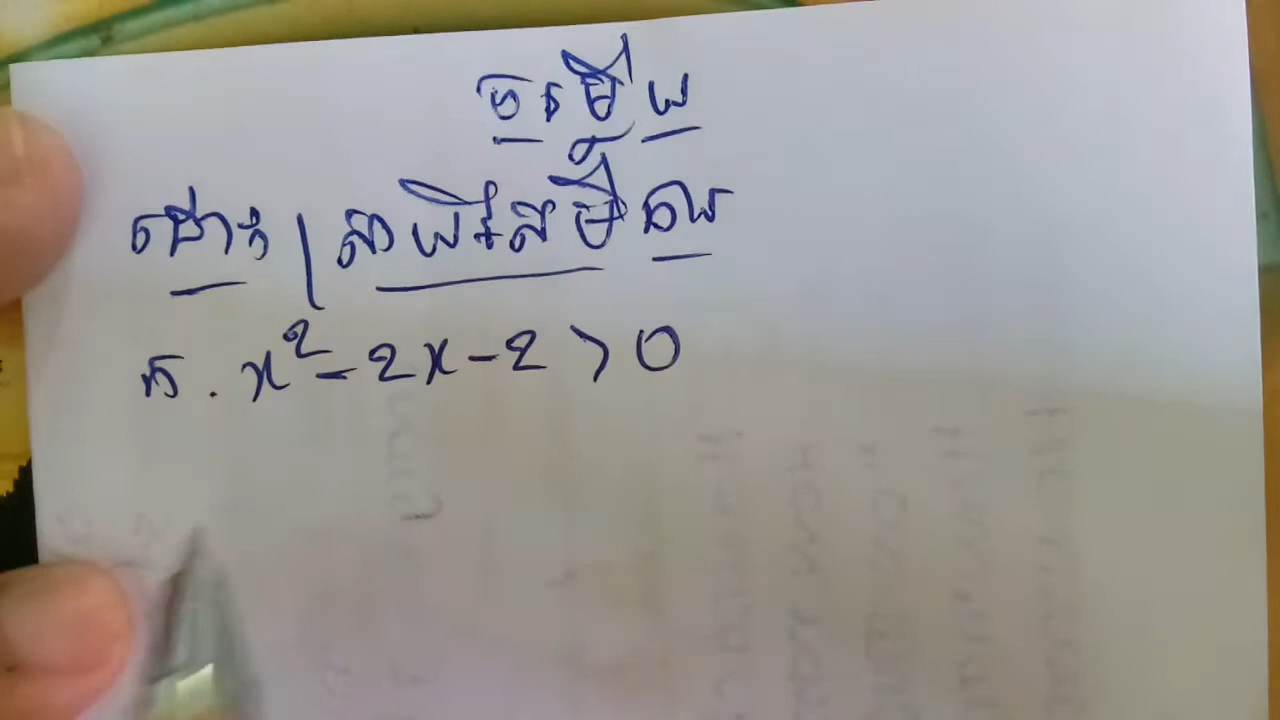 ចម្លើយ
ដោះស្រាយវិសមីការ
ក. x² - 2x - 2 > 0